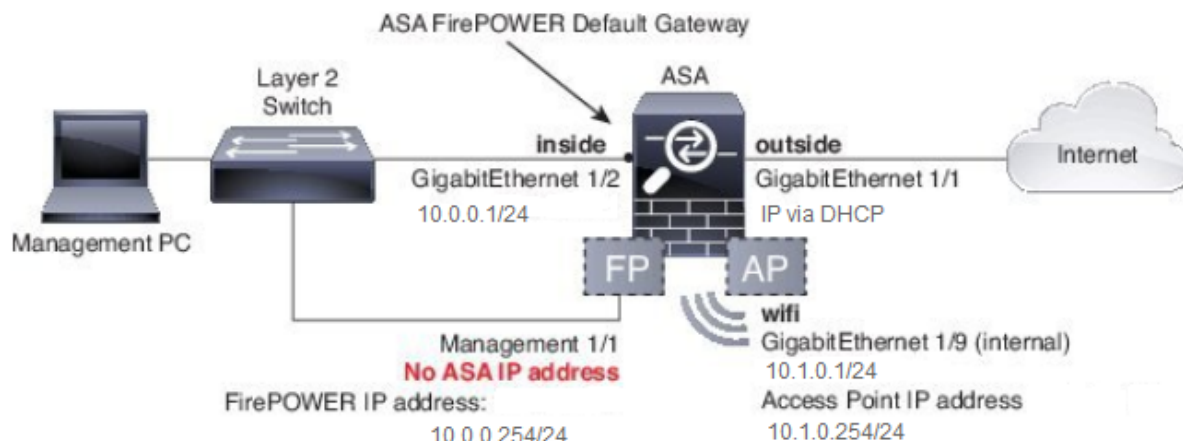 ASA FirePOWER Default Gateway
Layer 2
Switch
ASA
inside
outside
Internet
GigabitEthernet 1/2
GigabitEthernet 1/1
10.0.0.1/24
IP via DHCP
Management PC
FP
AP
wifi
Management 1/1
GigabitEthernet 1/9 (internal)
No ASA IP address
10.1.0.1/24
FirePOWER IP address:
Access Point IP address
10.0.0.254/24
10.1.0.254/24